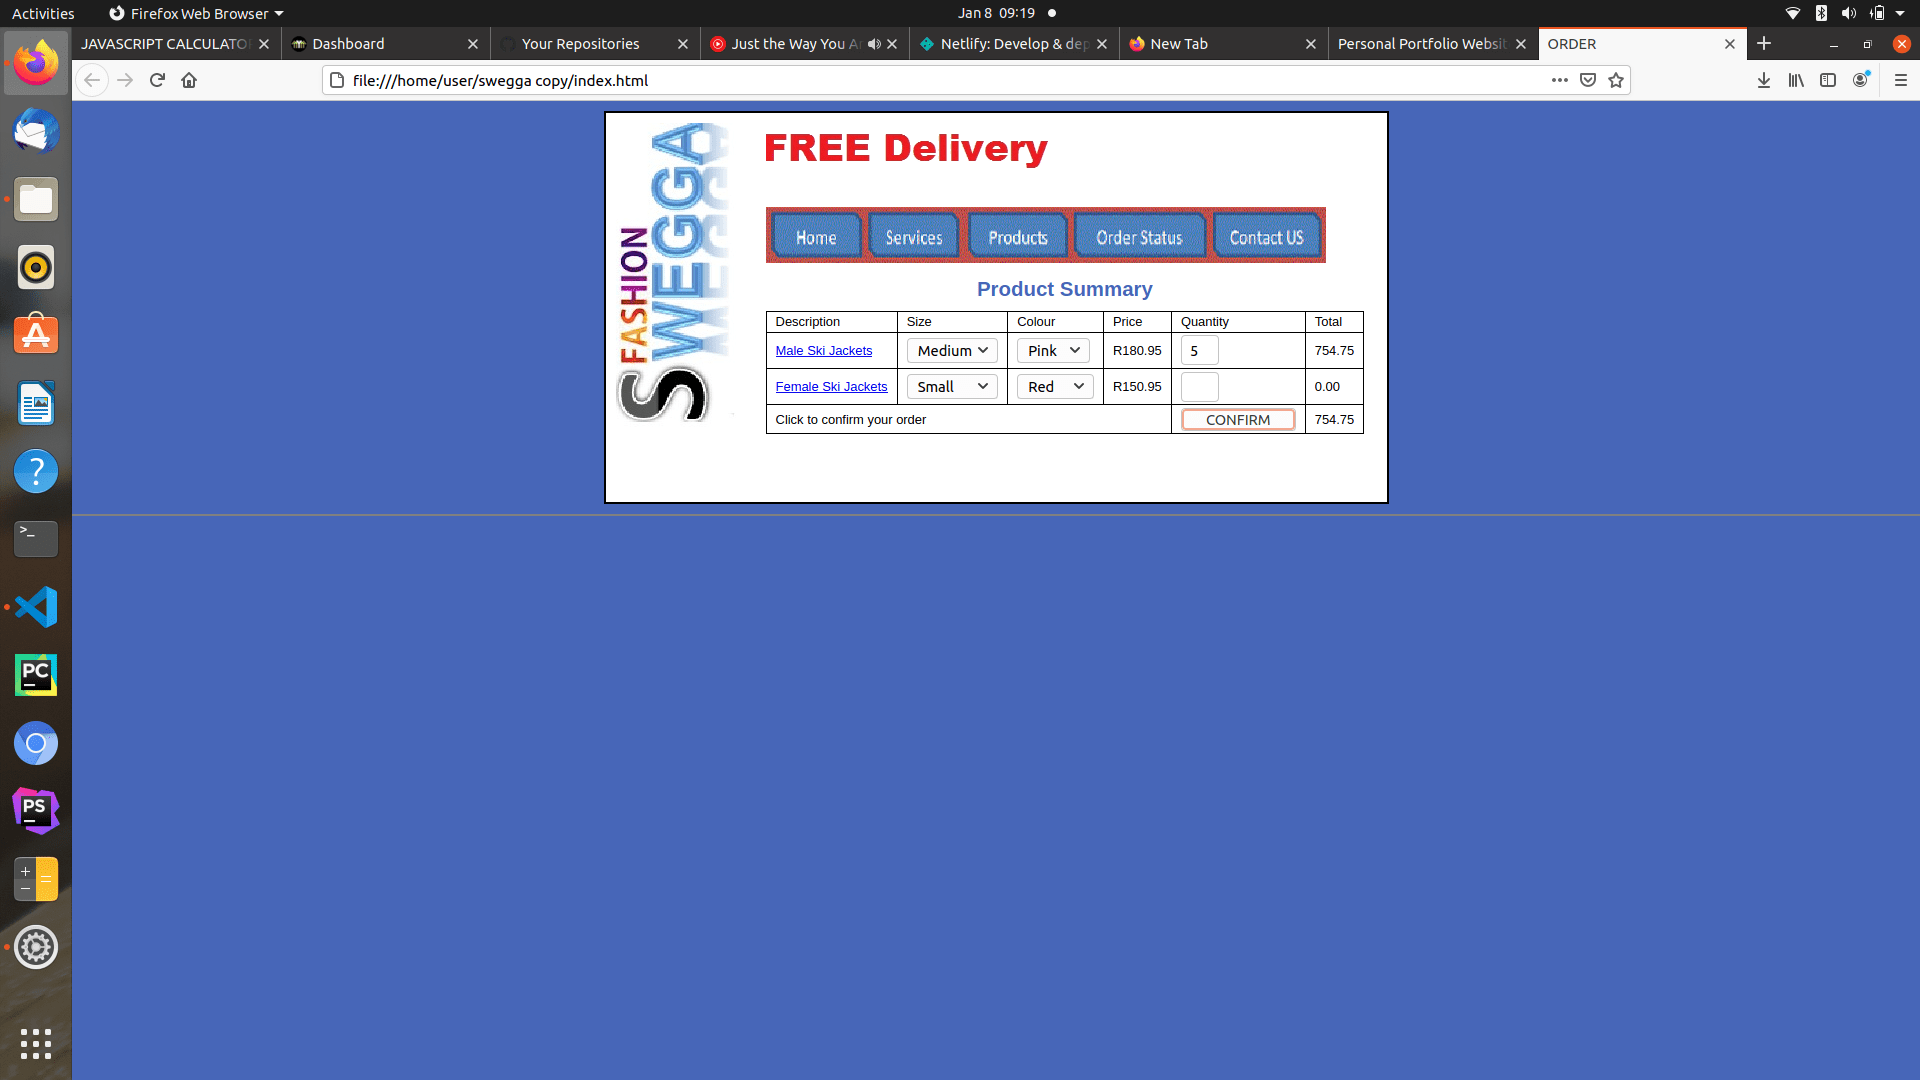 Activities Firefox Web Browser Jan 8 09:19
JAVASCRIPT CALCULATO Dashboard Your Repositories Just the Way You Ar Netlify: Develop & dep New Tab Personal Portfolio Websit ORDER
file:///home/user/swegga copy/index.html
FASHION
SWEGGA
FREE Delivery
Home Services Products Order Status Contact US
Product Summary
Description Size Colour Price Quantity Total
Male Ski Jackets Medium Pink R180.95 5 754.75
Female Ski Jackets Small Red R150.95 0.00
Click to confirm your order CONFIRM 754.75
PC
PS